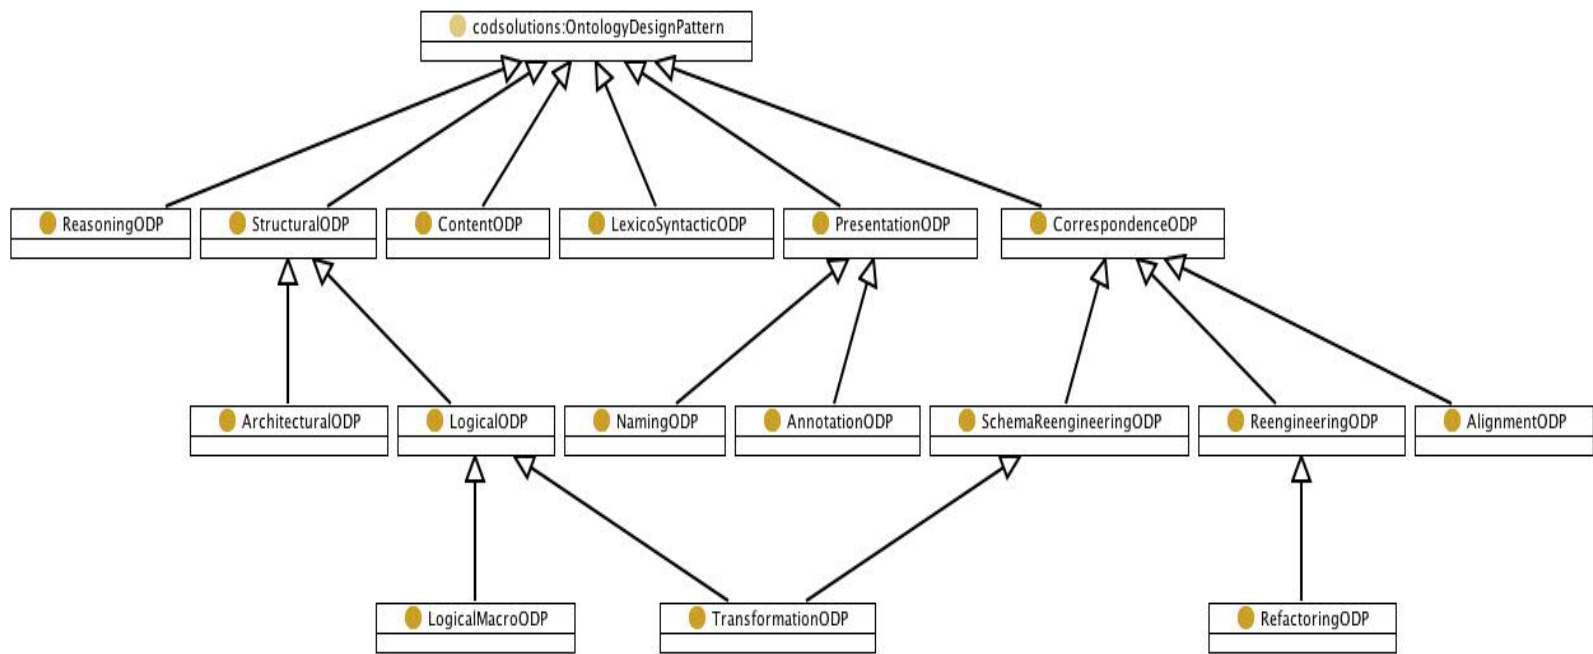 codsolutions:OntologyDesignPattern
ReasoningODP
StructuralODP
ContentODP
LexicoSyntacticODP
PresentationODP
CorrespondenceODP
ArchitecturalODP
LogicalODP
NamingODP
AnnotationODP
SchemaReengineeringODP
ReengineeringODP
AlignmentODP
LogicalMacroODP
TransformationODP
RefactoringODP